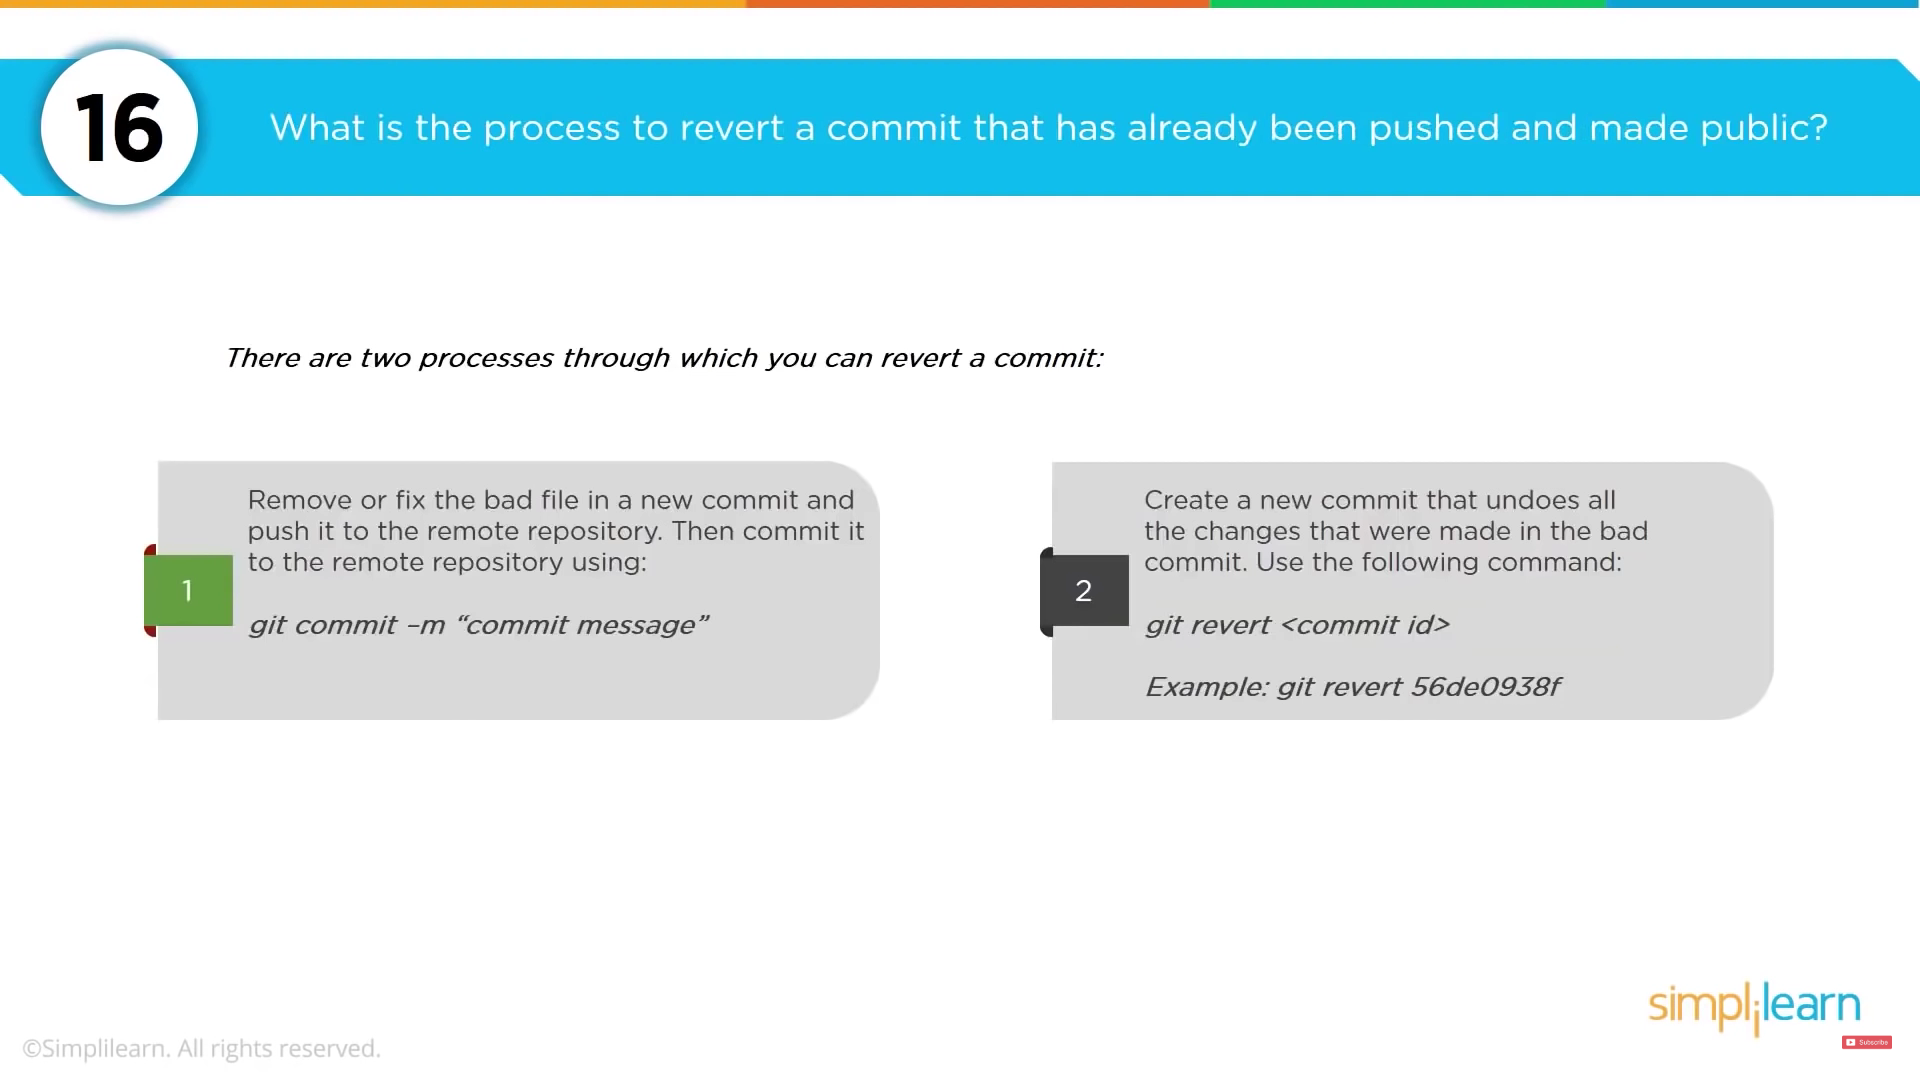 16
What is the process to revert a commit that has already been pushed and made public?
There are two processes through which you can revert a commit:
1
Remove or fix the bad file in a new commit and
push it to the remote repository. Then commit it
to the remote repository using:
git commit –m “commit message”
2
Create a new commit that undoes all
the changes that were made in the bad
commit. Use the following command:
git revert <commit id>
Example: git revert 56de0938f
simplilearn
Subscribe
©Simplilearn. All rights reserved.